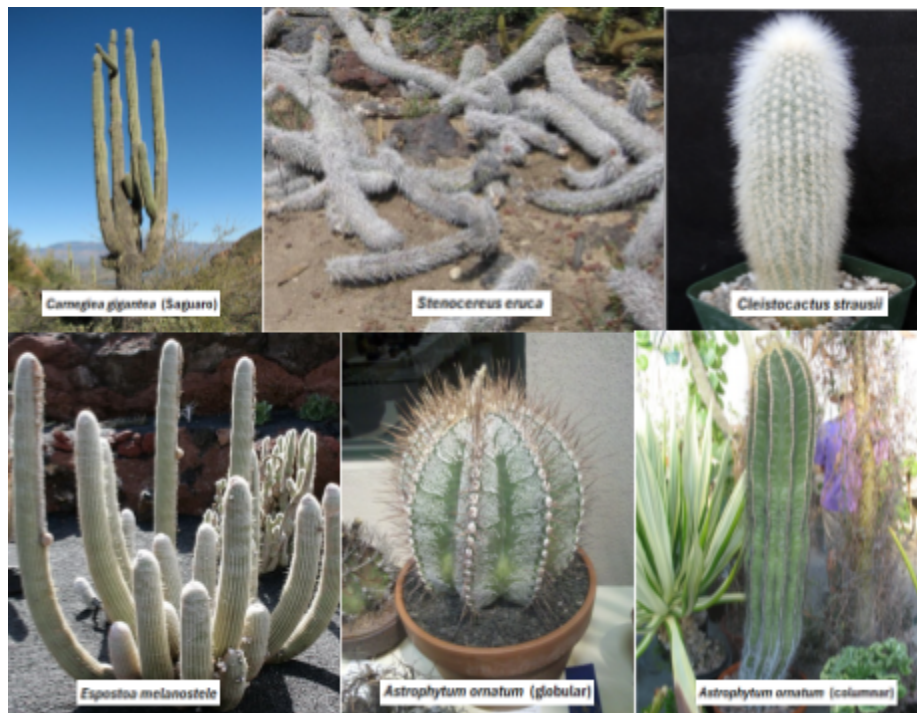 Carnegiea gigantea (Saguaro)
Stenocereus eruca
Cleistocactus strausii
Espostoa melanostele
Astrophytum ornatum (globular)
Astrophytum ornatum (columnar)